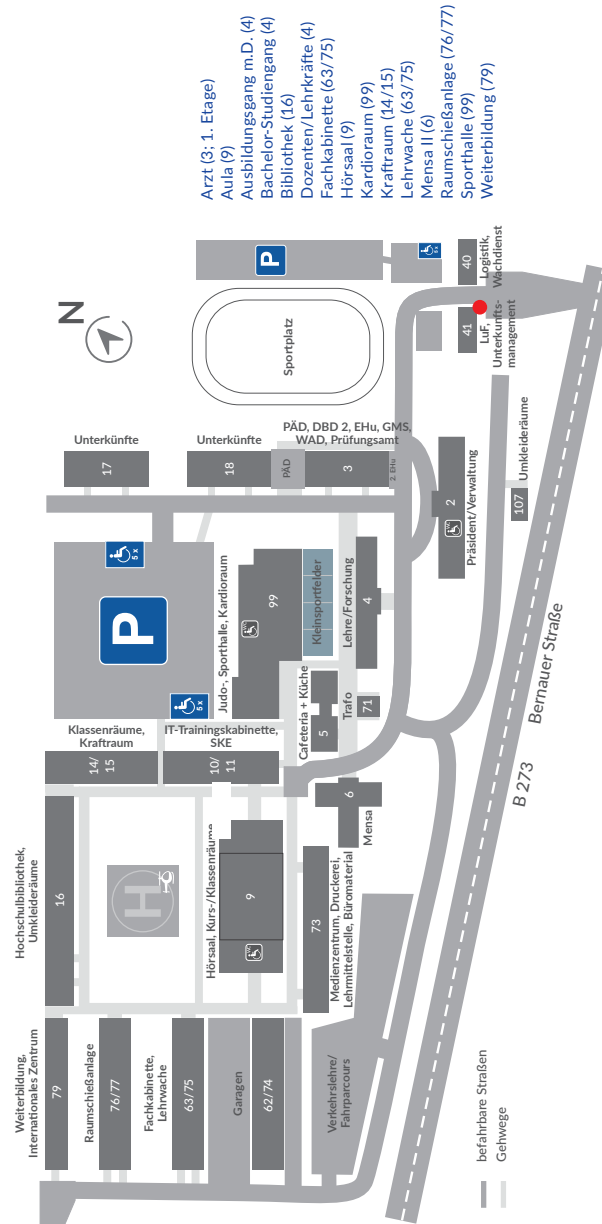 Arzt (3; 1. Etage)
Aula (9)
Ausbildungsgang m.D. (4)
Bachelor-Studiengang (4)
Bibliothek (16)
Dozenten/Lehrkräfte (4)
Fachkabinette (63/75)
Hörsaal (9)
Kardioraum (99)
Kraftraum (14/15)
Lehrwache (63/75)
Mensa II (6)
Raumschießanlage (76/77)
Sporthalle (99)
Weiterbildung (79)
N
P
Sportplatz
40
Logistik,
Wachdienst
41
LuF,
Unterkunfts-
management
Unterkünfte
17
Unterkünfte
18
PÄD
PÄD, DBD 2, EHu, GMS,
WAD, Prüfungsamt
3
2. EHu
2
Präsident/Verwaltung
107
Umkleideräume
P
5 x
5 x
Judo-, Sporthalle, Kardioraum
99
Kleinsportfelder
Lehre/Forschung
4
Klassenräume,
Kraftraum
14/
15
IT-Trainingskabinette,
SKE
10/
11
Cafeteria + Küche
5
Trafo
71
6
Mensa
Hochschulbibliothek,
Umkleideräume
16
H
Hörsaal, Kurs-/Klassenräume
9
73
Medienzentrum, Druckerei,
Lehrmittelstelle, Büromaterial
Weiterbildung,
Internationales Zentrum
79
Raumschießanlage
76/77
Fachkabinette,
Lehrwache
63/75
Garagen
62/74
Verkehrslehre/
Fahrparcours
B 273
Bernauer Straße
befahrbare Straßen
Gehwege